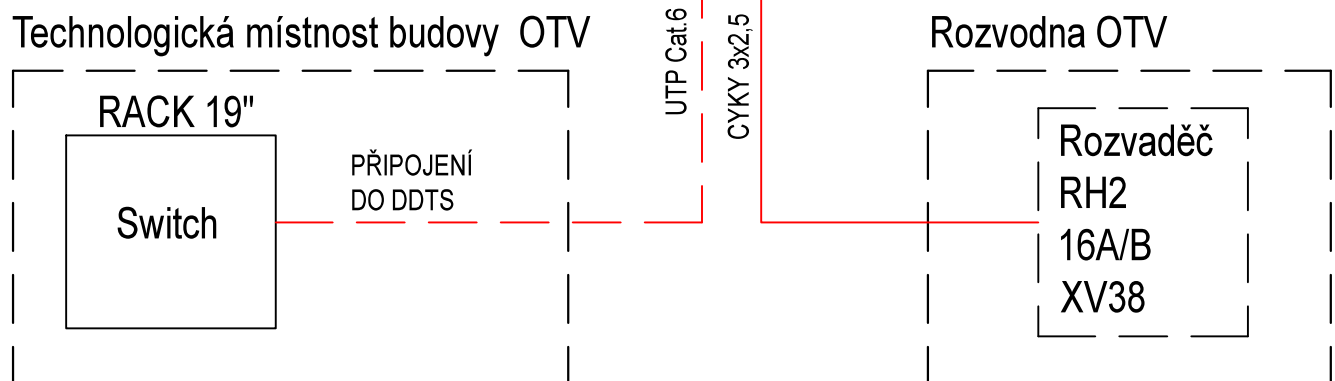 Technologická místnost budovy OTV
RACK 19"
Switch
PŘIPOJENÍ
DO DDTS
UTP Cat.6
CYKY 3x2,5
Rozvodna OTV
Rozvaděč
RH2
16A/B
XV38